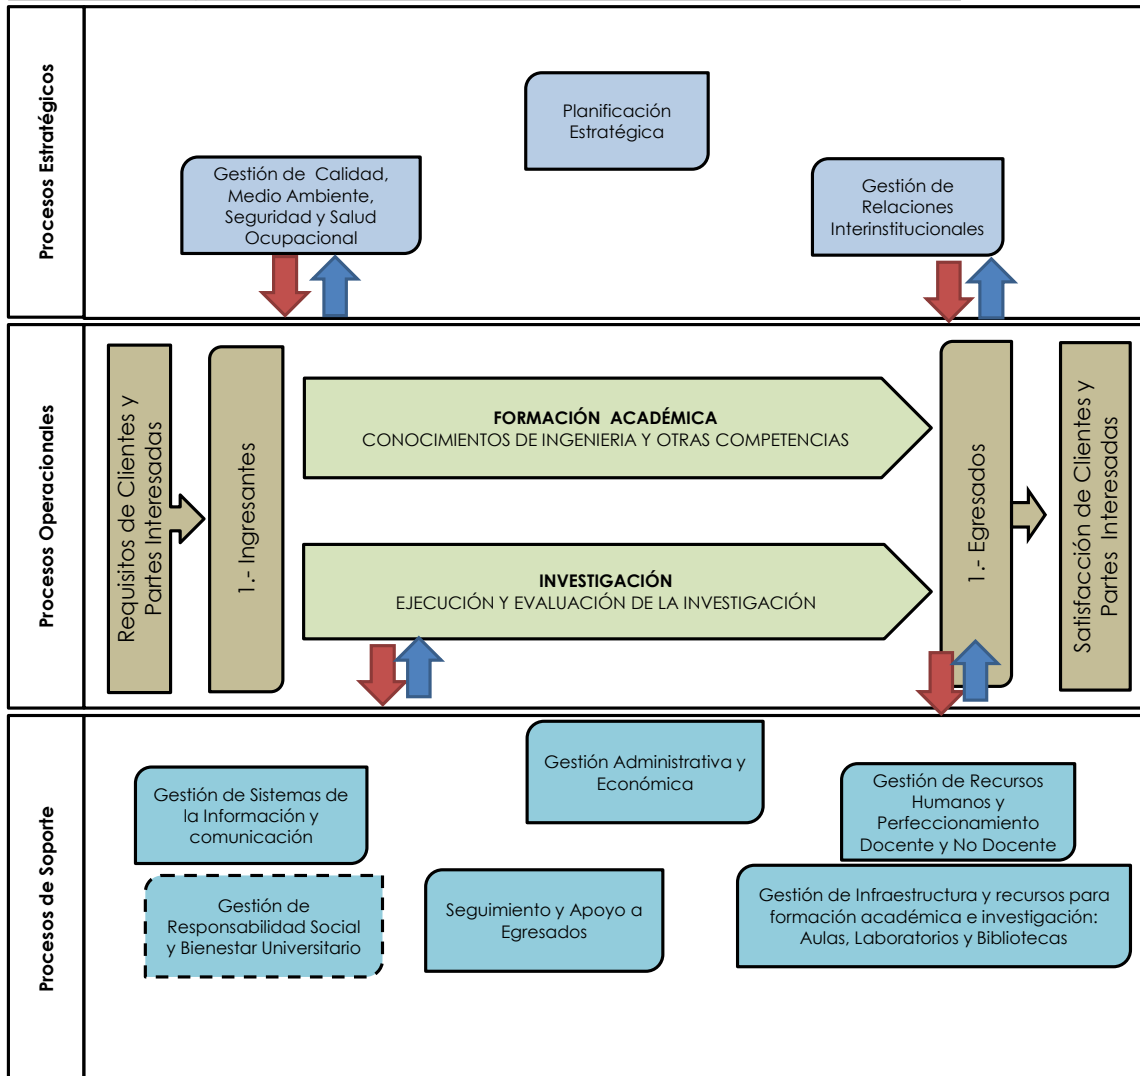 Procesos Estratégicos
Planificación
Estratégica
Gestión de Calidad,
Medio Ambiente,
Seguridad y Salud
Ocupacional
Gestión de
Relaciones
Interinstitucionales
Procesos Operacionales
Requisitos de Clientes y
Partes Interesadas
1.- Ingresantes
FORMACIÓN ACADÉMICA
CONOCIMIENTOS DE INGENIERIA Y OTRAS COMPETENCIAS
INVESTIGACIÓN
EJECUCIÓN Y EVALUACIÓN DE LA INVESTIGACIÓN
1.- Egresados
Satisfacción de Clientes y
Partes Interesadas
Procesos de Soporte
Gestión Administrativa y
Económica
Gestión de Sistemas de
la Información y
comunicación
Gestión de Recursos
Humanos y
Perfeccionamiento
Docente y No Docente
Gestión de
Responsabilidad Social
y Bienestar Universitario
Seguimiento y Apoyo a
Egresados
Gestión de Infraestructura y recursos para
formación académica e investigación:
Aulas, Laboratorios y Bibliotecas